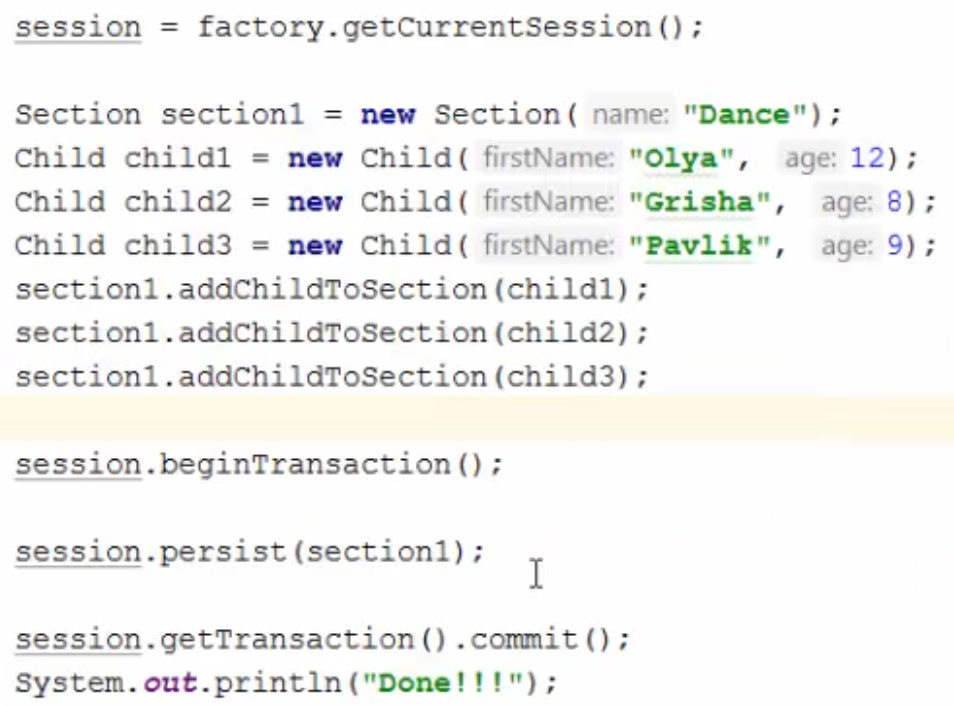 session = factory.getCurrentSession();
Section section1 = new Section( name: "Dance");
Child child1 = new Child( firstName: "Olya", age: 12);
Child child2 = new Child( firstName: "Grisha", age: 8);
Child child3 = new Child( firstName: "Pavlik", age: 9);
section1.addChildToSection(child1);
section1.addChildToSection(child2);
section1.addChildToSection(child3);
session.beginTransaction();
session.persist(section1);
session.getTransaction().commit();
System.out.println("Done!!!");